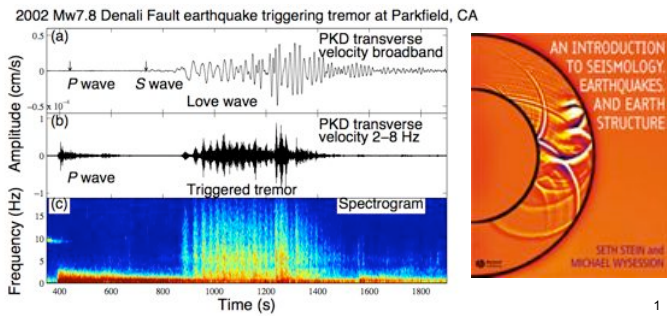 2002 Mw7.8 Denali Fault earthquake triggering tremor at Parkfield, CA
(a)
PKD transverse
velocity broadband
0.5
0
−0.5
P wave
S wave
Love wave
× 10⁻⁴
Amplitude (cm/s)
(b)
PKD transverse
velocity 2–8 Hz
1
0
−1
P wave
Triggered tremor
(c)
Spectrogram
Frequency (Hz)
15
10
5
0
400 600 800 1000 1200 1400 1600 1800
Time (s)
AN INTRODUCTION
TO SEISMOLOGY,
EARTHQUAKES,
AND EARTH
STRUCTURE
SETH STEIN and
MICHAEL WYSESSION
1